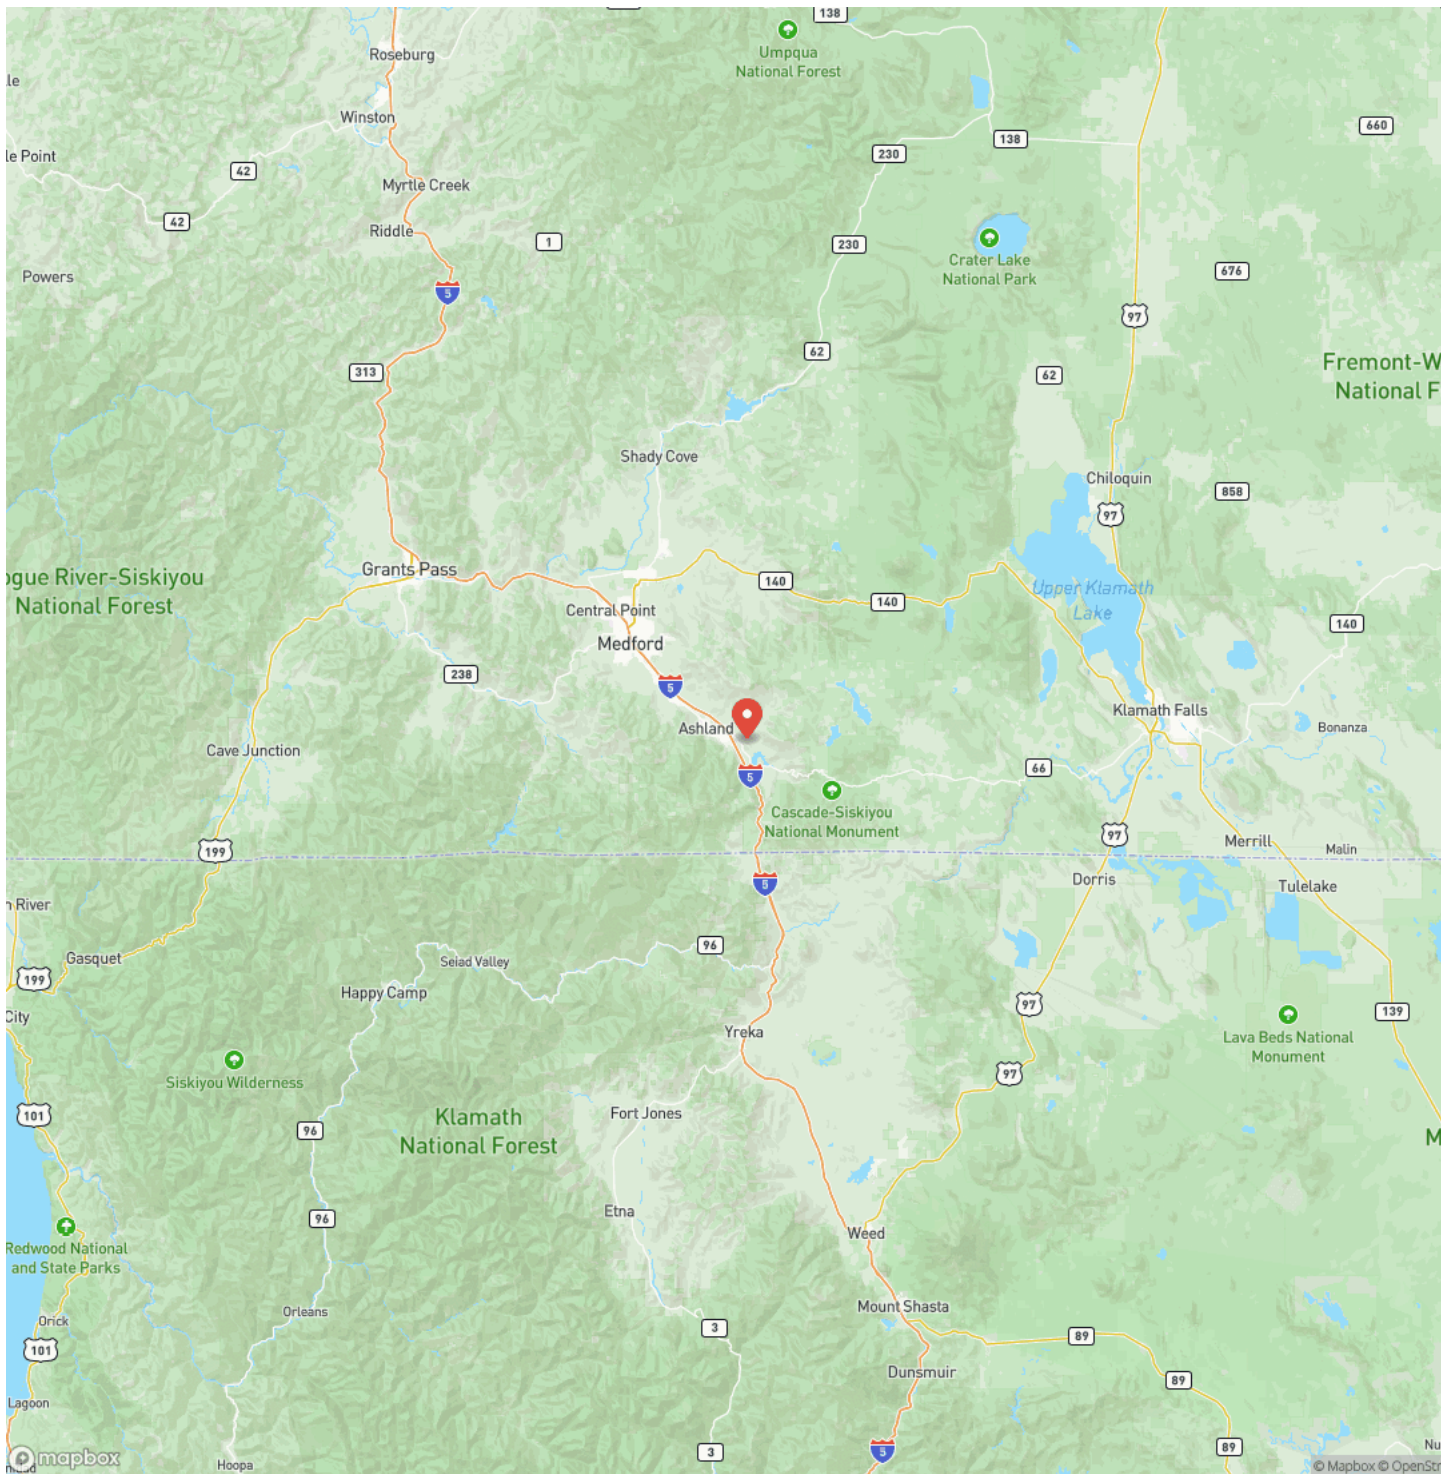 138
Roseburg
Umpqua
National Forest
Winston
138
660
230
42
Myrtle Creek
42
Riddle
1
230
Crater Lake
National Park
676
Powers
5
97
62
313
62
Fremont-W
National F
Shady Cove
Chiloquin
858
97
Grants Pass
140
Upper Klamath
Lake
140
National Forest
Central Point
140
Medford
238
5
Klamath Falls
Ashland
Bonanza
Cave Junction
66
5
Cascade-Siskiyou
National Monument
97
199
Merrill
Malin
5
Dorris
Tulelake
96
Gasquet
Seiad Valley
199
Happy Camp
97
139
City
Yreka
Lava Beds National
Monument
97
Siskiyou Wilderness
101
Fort Jones
Klamath
National Forest
96
M
Etna
96
Weed
Redwood National
and State Parks
Mount Shasta
Orleans
Orick
3
89
101
Dunsmuir
89
Lagoon
89
5
3
Hoopa
mapbox
© Mapbox © OpenStr